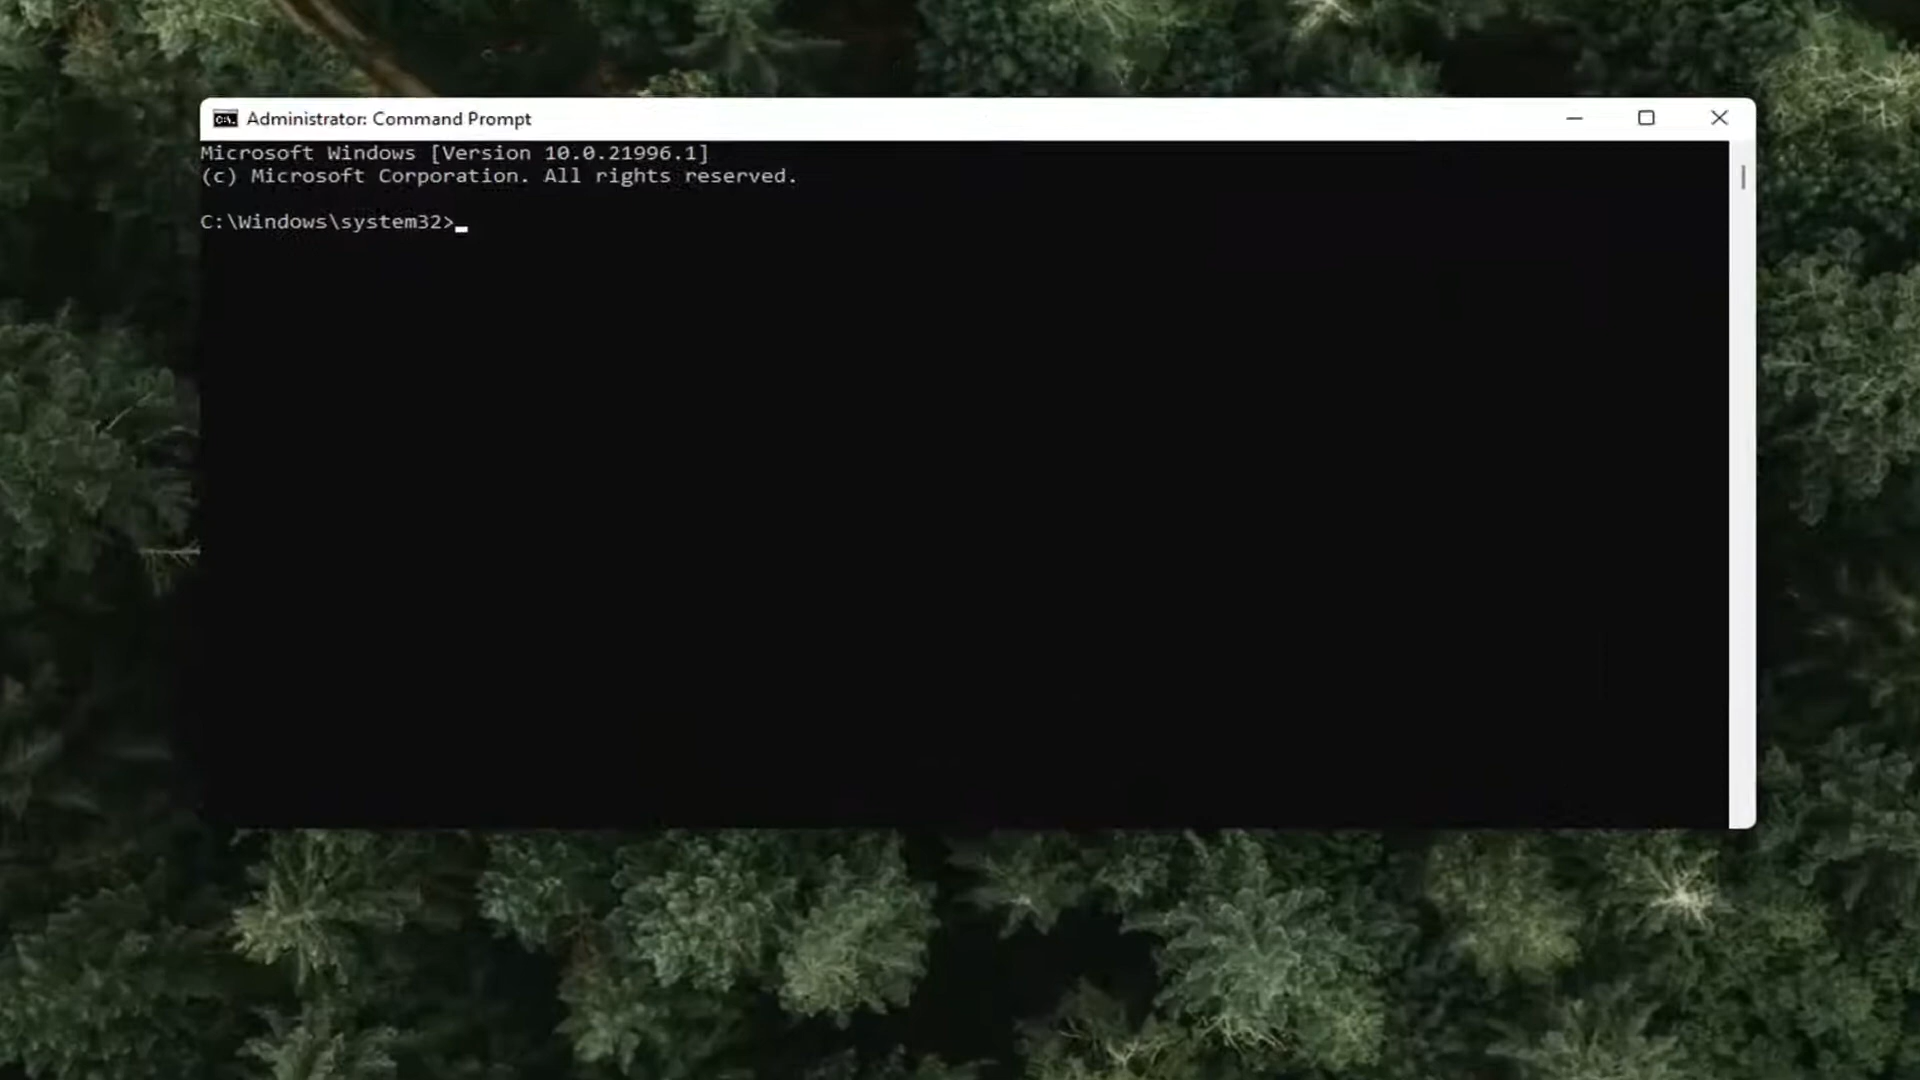 Administrator: Command Prompt
Microsoft Windows [Version 10.0.21996.1]
(c) Microsoft Corporation. All rights reserved.
C:\Windows\system32>